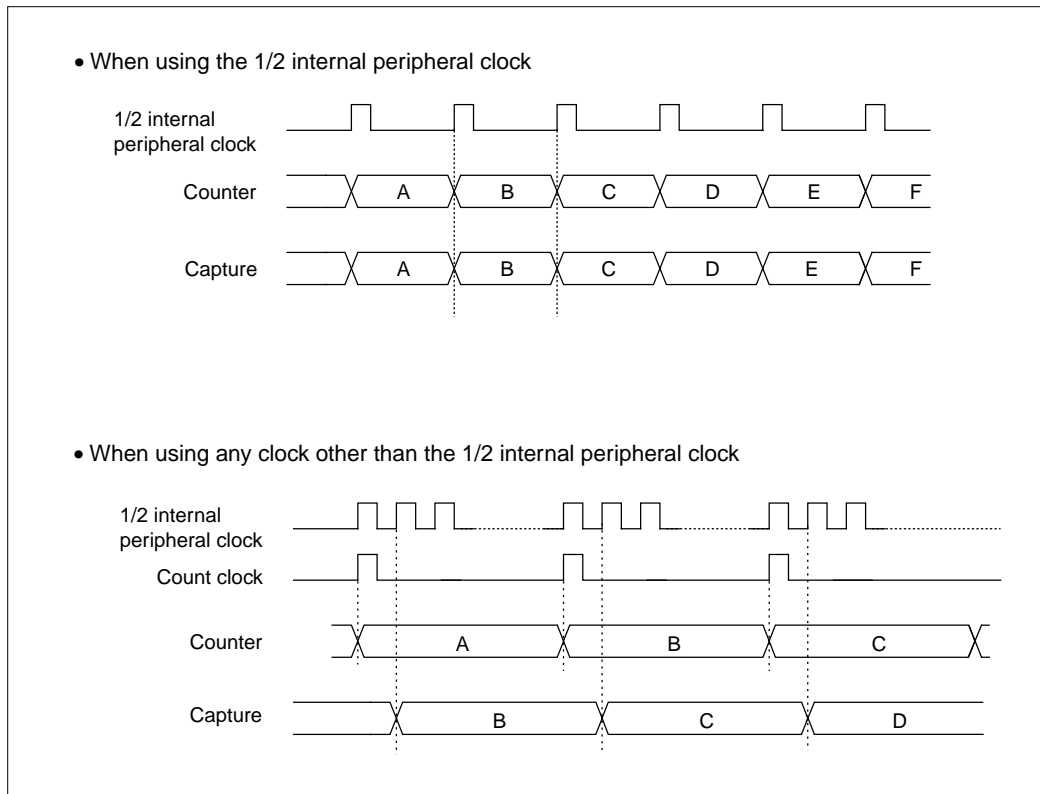 • When using the 1/2 internal peripheral clock
1/2 internal
peripheral clock
Counter A B C D E F
Capture A B C D E F
• When using any clock other than the 1/2 internal peripheral clock
1/2 internal
peripheral clock
Count clock
Counter A B C
Capture B C D